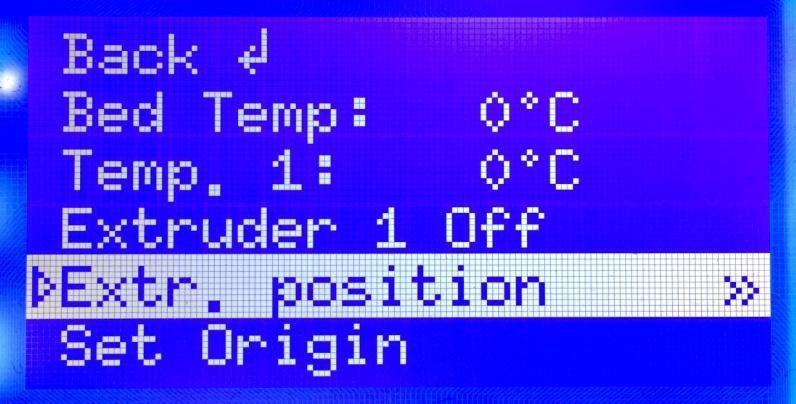 Back ↲
Bed Temp: 0°C
Temp. 1: 0°C
Extruder 1 Off
Extr. position »
Set Origin